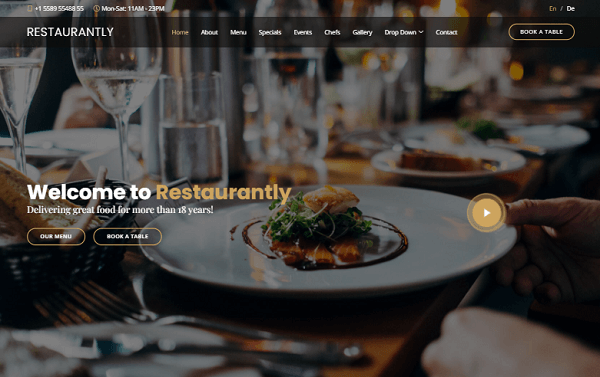 +1 5589 55488 55 Mon-Sat: 11AM - 23PM En / De
RESTAURANTLY Home About Menu Specials Events Chefs Gallery Drop Down Contact BOOK A TABLE
Welcome to Restaurantly
Delivering great food for more than 18 years!
OUR MENU BOOK A TABLE